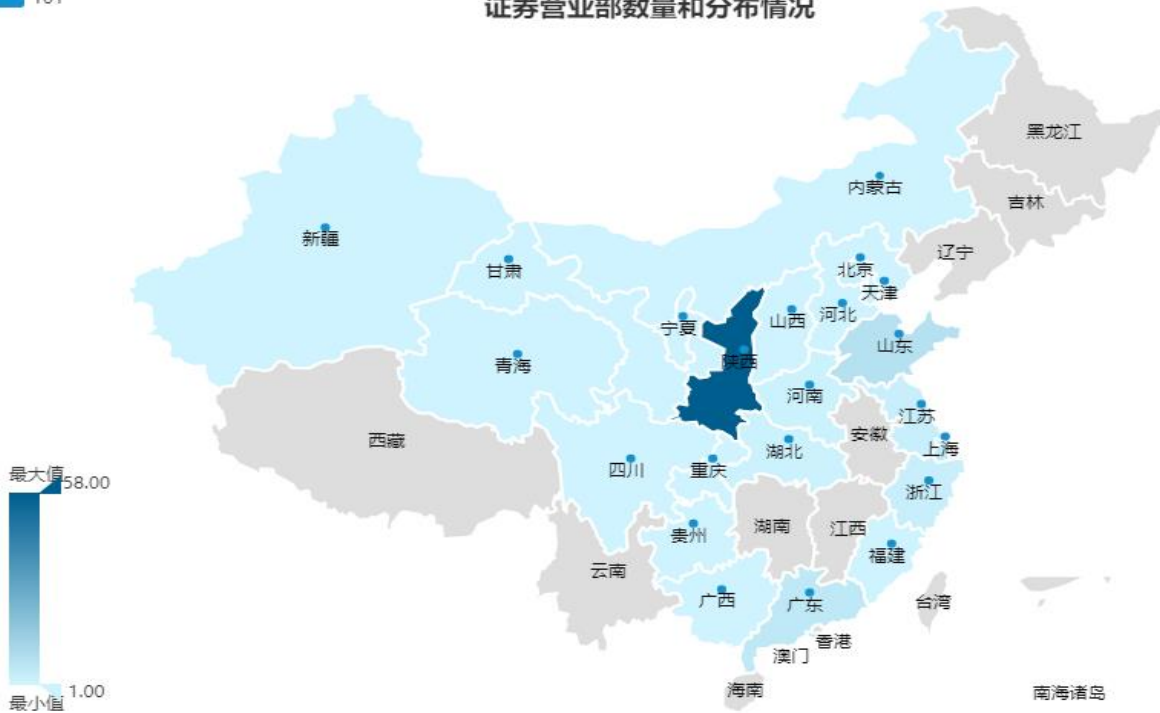 证券营业部数量和分布情况
黑龙江
内蒙古
吉林
新疆
辽宁
甘肃
北京
天津
宁夏
山西
河北
陕西
山东
青海
河南
江苏
西藏
安徽
上海
湖北
四川
重庆
浙江
最大值
58.00
湖南
江西
贵州
福建
云南
广西
广东
台湾
香港
澳门
1.00
最小值
海南
南海诸岛